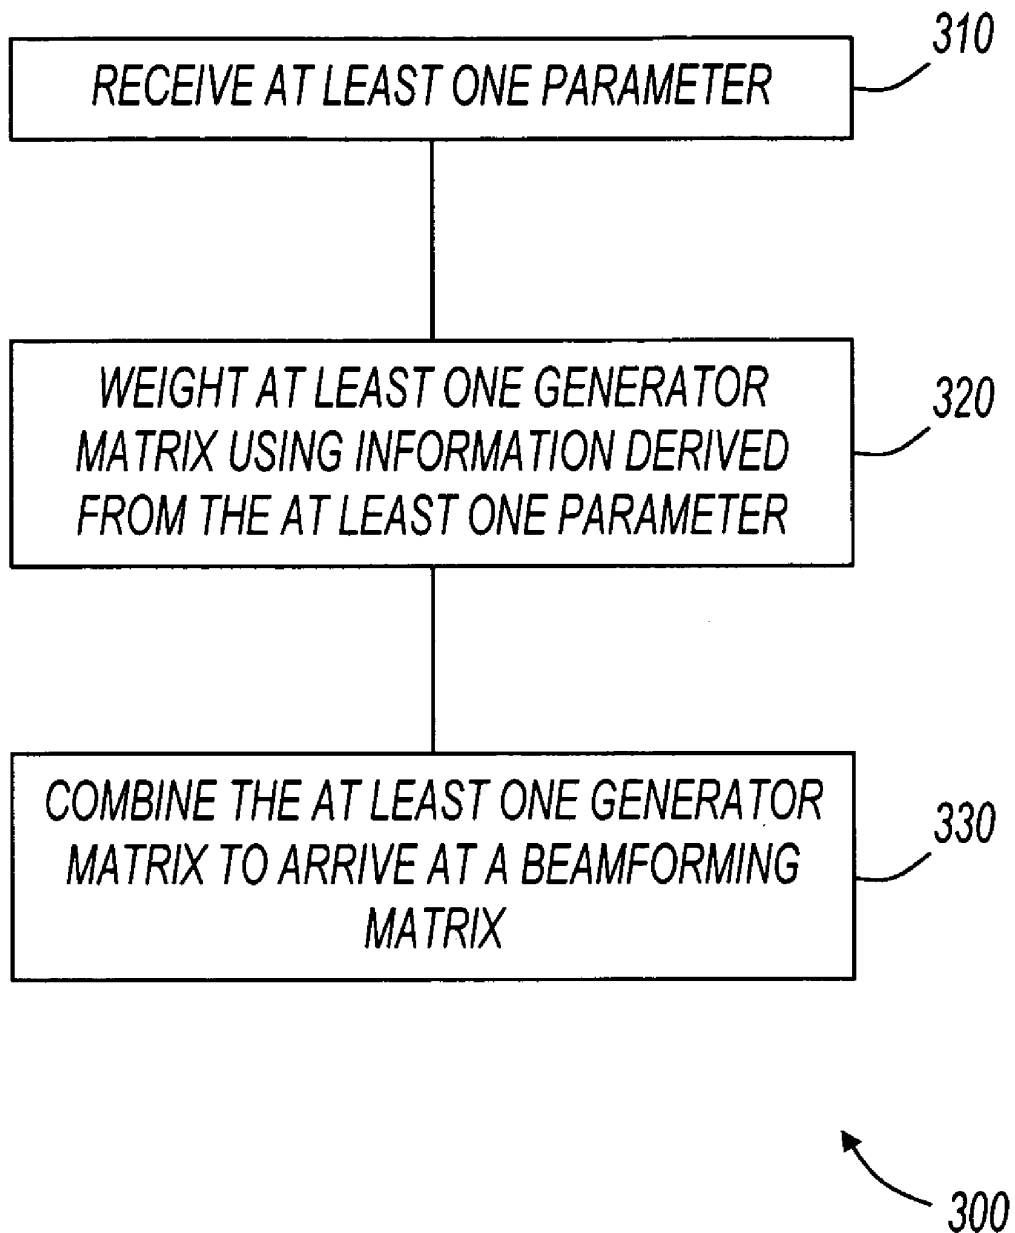 310
RECEIVE AT LEAST ONE PARAMETER
320
WEIGHT AT LEAST ONE GENERATOR
MATRIX USING INFORMATION DERIVED
FROM THE AT LEAST ONE PARAMETER
330
COMBINE THE AT LEAST ONE GENERATOR
MATRIX TO ARRIVE AT A BEAMFORMING
MATRIX
300